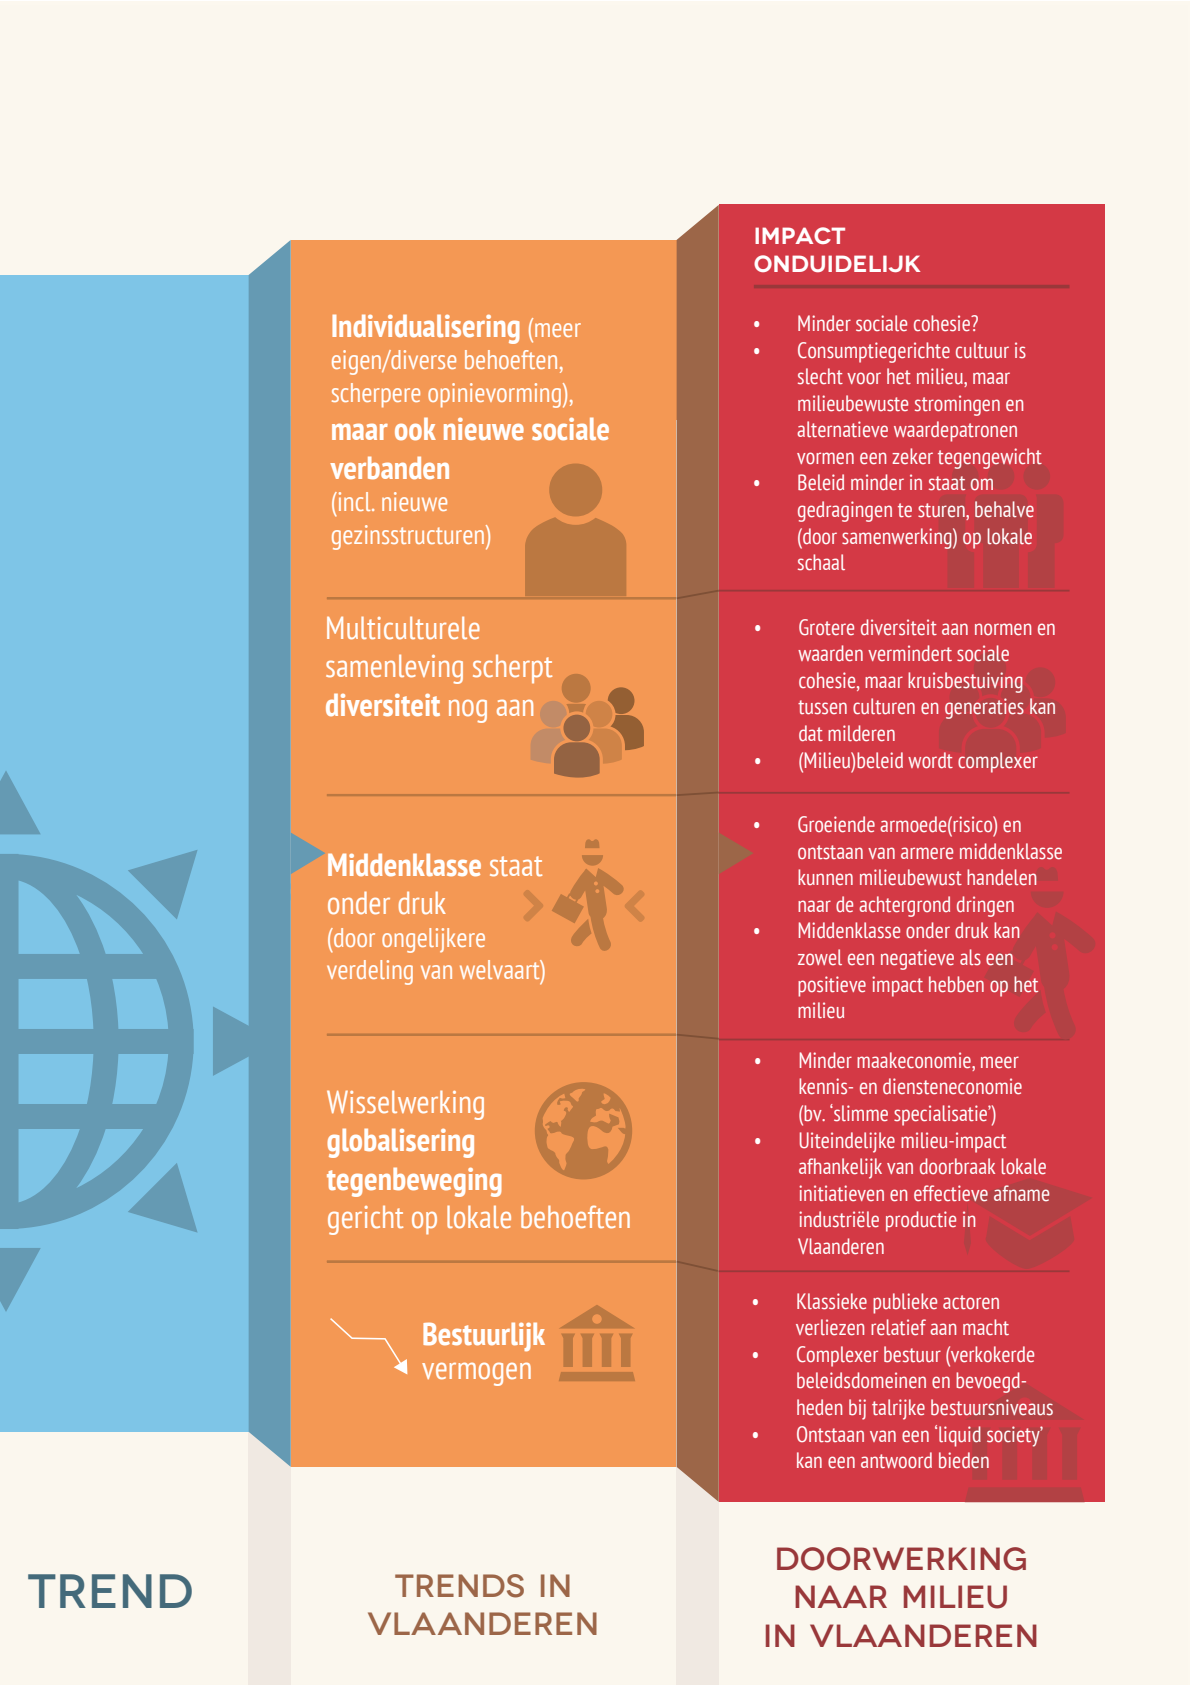 Individualisering (meer
eigen/diverse behoeften,
scherpere opinievorming),
maar ook nieuwe sociale
verbanden
(incl. nieuwe
gezinsstructuren)
Multiculturele
samenleving scherpt
diversiteit nog aan
Middenklasse staat
onder druk
(door ongelijkere
verdeling van welvaart)
Wisselwerking
globalisering
tegenbeweging
gericht op lokale behoeften
Bestuurlijk
vermogen
IMPACT
ONDUIDELIJK
• Minder sociale cohesie?
• Consumptiegerichte cultuur is
slecht voor het milieu, maar
milieubewuste stromingen en
alternatieve waardepatronen
vormen een zeker tegengewicht
• Beleid minder in staat om
gedragingen te sturen, behalve
(door samenwerking) op lokale
schaal
• Grotere diversiteit aan normen en
waarden vermindert sociale
cohesie, maar kruisbestuiving
tussen culturen en generaties kan
dat milderen
• (Milieu)beleid wordt complexer
• Groeiende armoede(risico) en
ontstaan van armere middenklasse
kunnen milieubewust handelen
naar de achtergrond dringen
• Middenklasse onder druk kan
zowel een negatieve als een
positieve impact hebben op het
milieu
• Minder maakeconomie, meer
kennis- en diensteneconomie
(bv. ‘slimme specialisatie’)
• Uiteindelijke milieu-impact
afhankelijk van doorbraak lokale
initiatieven en effectieve afname
industriële productie in
Vlaanderen
• Klassieke publieke actoren
verliezen relatief aan macht
• Complexer bestuur (verkokerde
beleidsdomeinen en bevoegd-
heden bij talrijke bestuursniveaus
• Ontstaan van een ‘liquid society’
kan een antwoord bieden
TREND
TRENDS IN
VLAANDEREN
DOORWERKING
NAAR MILIEU
IN VLAANDEREN